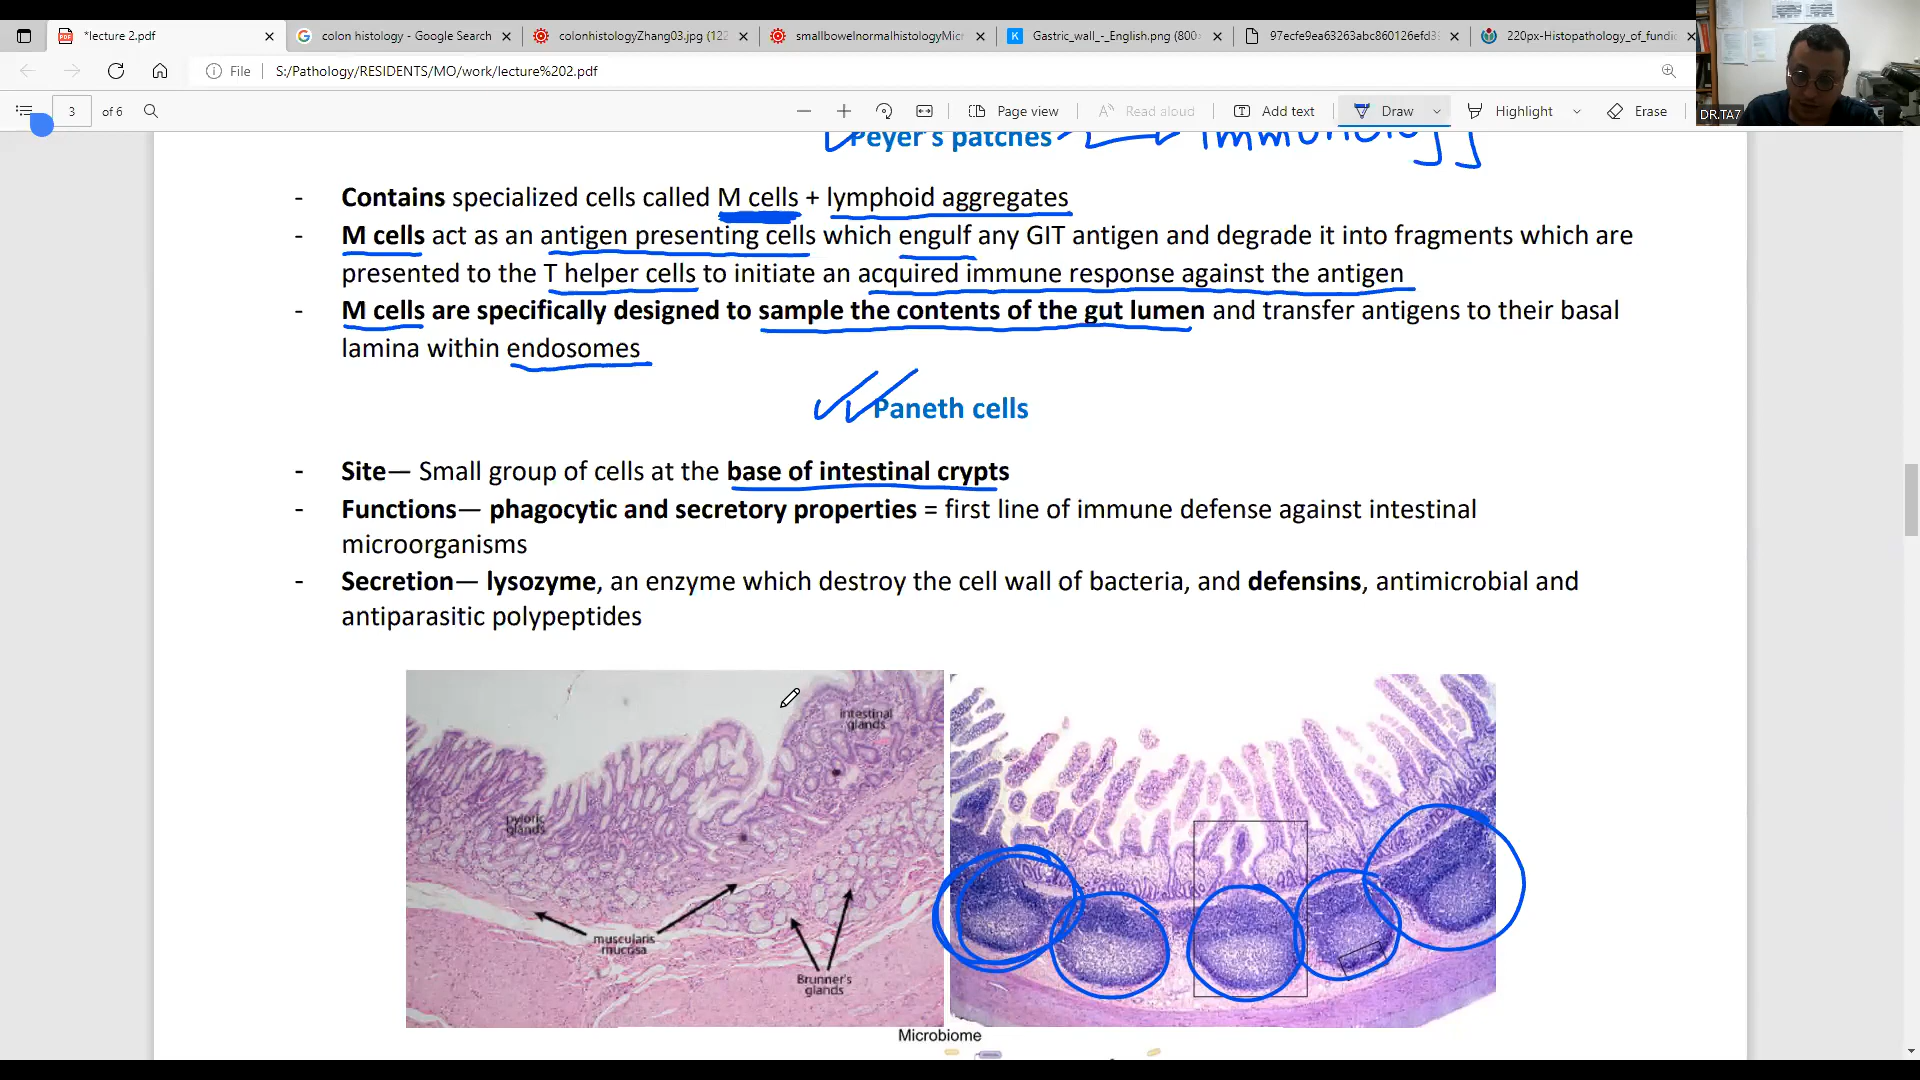 *lecture 2.pdf
colon histology - Google Search
colonhistologyZhang03.jpg (122
smallbowelnormalhistologyMic
Gastric_wall_-_English.png (800
97ecfe9ea63263abc860126efd3
220px-Histopathology_of_fundic
File
S:/Pathology/RESIDENTS/MO/work/lecture%202.pdf
3 of 6
Page view
Read aloud
Add text
Draw
Highlight
Erase
DR.TA7
Peyer's patches
immunology
- Contains specialized cells called M cells + lymphoid aggregates
- M cells act as an antigen presenting cells which engulf any GIT antigen and degrade it into fragments which are
presented to the T helper cells to initiate an acquired immune response against the antigen
- M cells are specifically designed to sample the contents of the gut lumen and transfer antigens to their basal
lamina within endosomes
Paneth cells
- Site— Small group of cells at the base of intestinal crypts
- Functions— phagocytic and secretory properties = first line of immune defense against intestinal
microorganisms
- Secretion— lysozyme, an enzyme which destroy the cell wall of bacteria, and defensins, antimicrobial and
antiparasitic polypeptides
intestinal
glands
pyloric
glands
muscularis
mucosa
Brunner's
glands
Microbiome